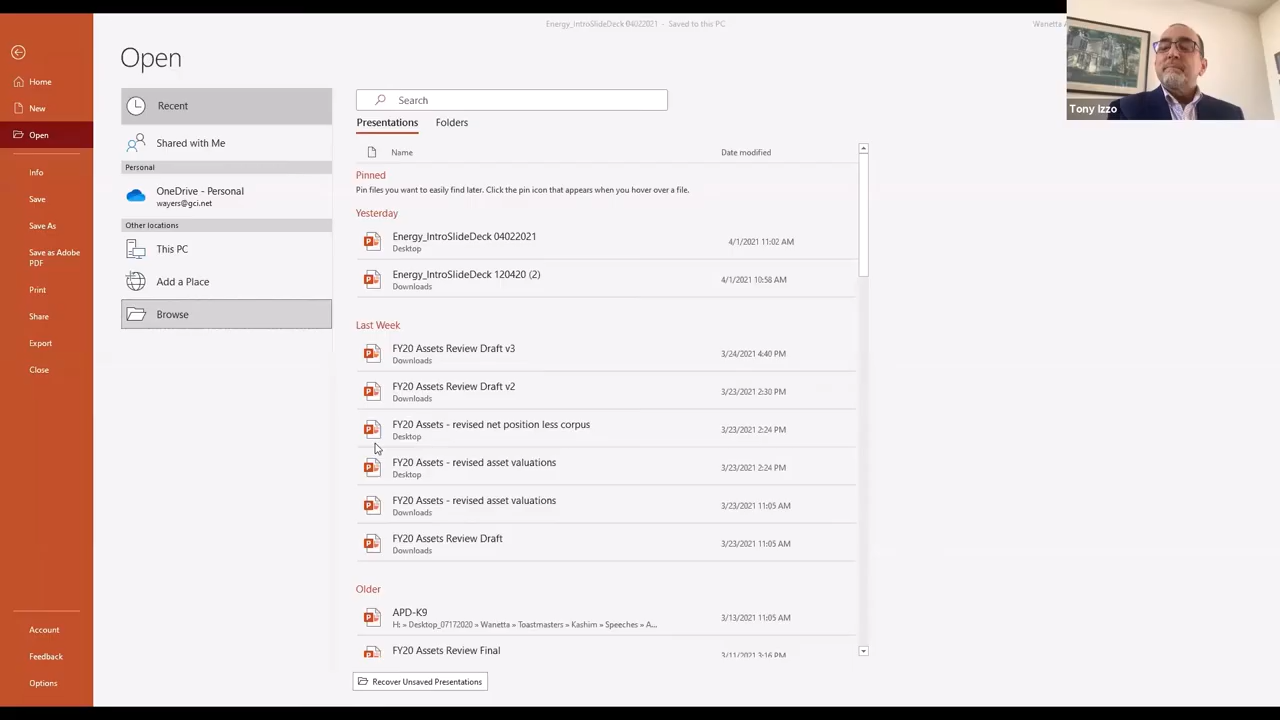 Energy_IntroSlideDeck 04022021 - Saved to this PC
Wanetta A
Tony Izzo
Home
New
Open
Info
Save
Save As
Save as Adobe
PDF
Print
Share
Export
Close
Account
Feedback
Options
Open
Recent
Shared with Me
Personal
OneDrive - Personal
wayers@gci.net
Other locations
This PC
Add a Place
Browse
Search
Presentations Folders
Name Date modified
Pinned
Pin files you want to easily find later. Click the pin icon that appears when you hover over a file.
Yesterday
Energy_IntroSlideDeck 04022021 4/1/2021 11:02 AM
Desktop
Energy_IntroSlideDeck 120420 (2) 4/1/2021 10:58 AM
Downloads
Last Week
FY20 Assets Review Draft v3 3/24/2021 4:40 PM
Downloads
FY20 Assets Review Draft v2 3/23/2021 2:30 PM
Downloads
FY20 Assets - revised net position less corpus 3/23/2021 2:24 PM
Desktop
FY20 Assets - revised asset valuations 3/23/2021 2:24 PM
Desktop
FY20 Assets - revised asset valuations 3/23/2021 11:05 AM
Downloads
FY20 Assets Review Draft 3/23/2021 11:05 AM
Downloads
Older
APD-K9 3/13/2021 11:05 AM
H: » Desktop_07172020 » Wanetta » Toastmasters » Kashim » Speeches » A...
FY20 Assets Review Final 3/11/2021 3:16 PM
Recover Unsaved Presentations